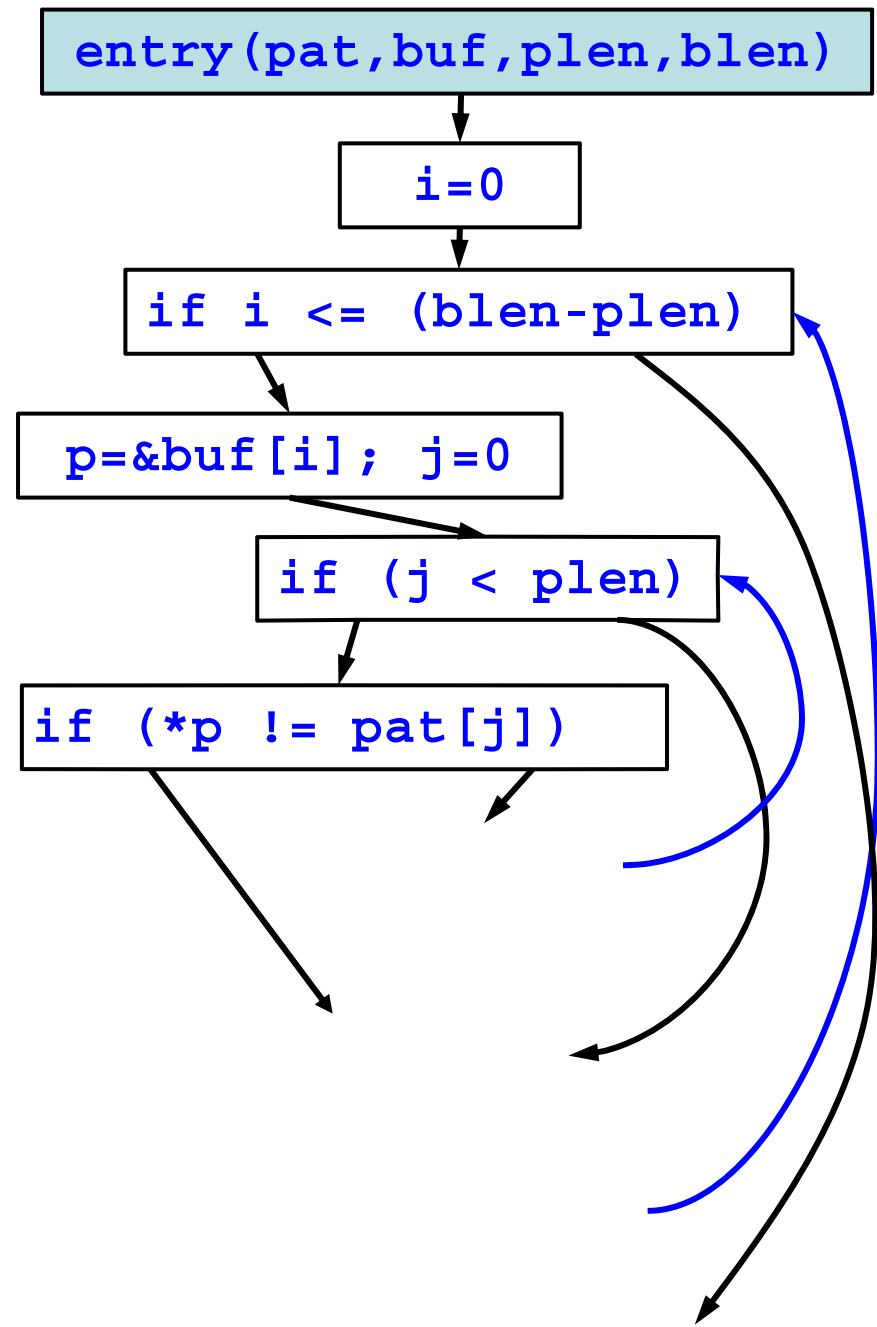 entry(pat,buf,plen,blen)
i=0
if i <= (blen-plen)
p=&buf[i]; j=0
if (j < plen)
if (*p != pat[j])